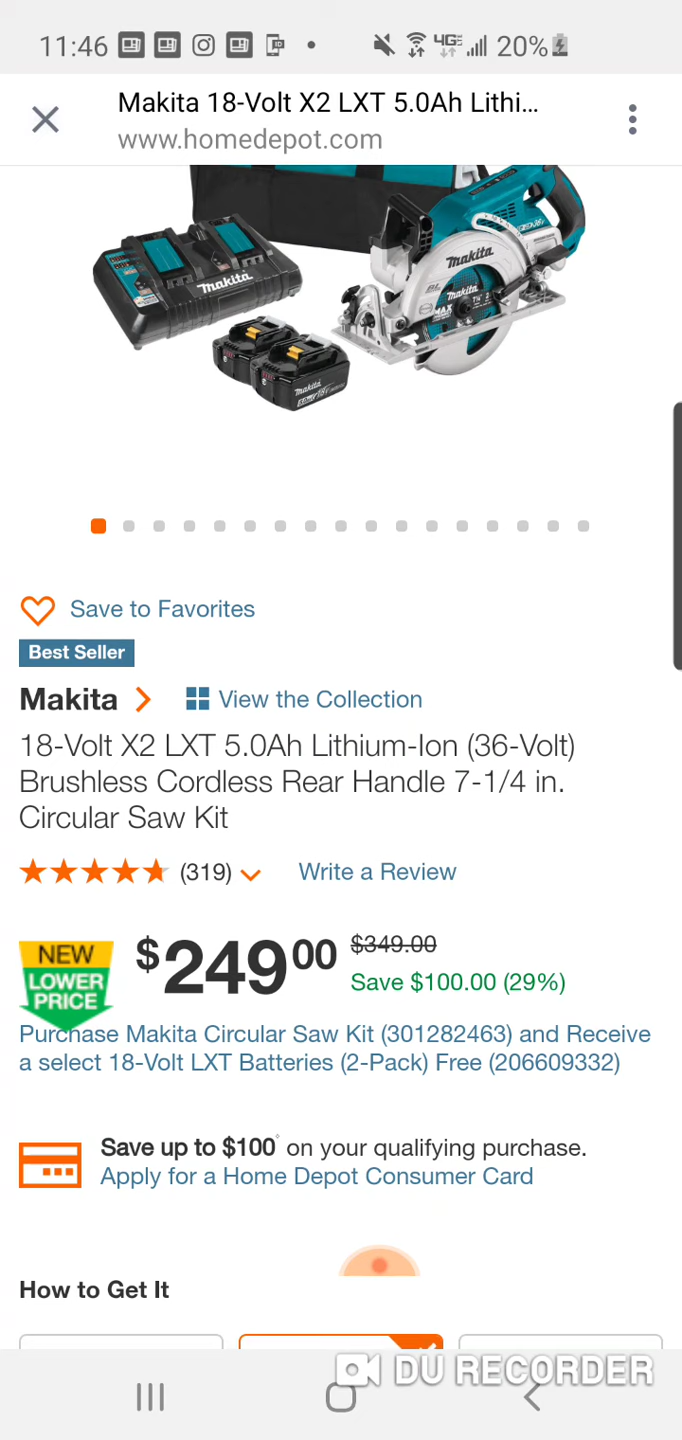 11:46
4GE 20%
Makita 18-Volt X2 LXT 5.0Ah Lithi...
www.homedepot.com
makita
makita
makita
makita
Save to Favorites
Best Seller
Makita
View the Collection
18-Volt X2 LXT 5.0Ah Lithium-Ion (36-Volt)
Brushless Cordless Rear Handle 7-1/4 in.
Circular Saw Kit
(319)
Write a Review
NEW
LOWER
PRICE
$249.00
$349.00
Save $100.00 (29%)
Purchase Makita Circular Saw Kit (301282463) and Receive
a select 18-Volt LXT Batteries (2-Pack) Free (206609332)
Save up to $100° on your qualifying purchase.
Apply for a Home Depot Consumer Card
How to Get It
DU RECORDER